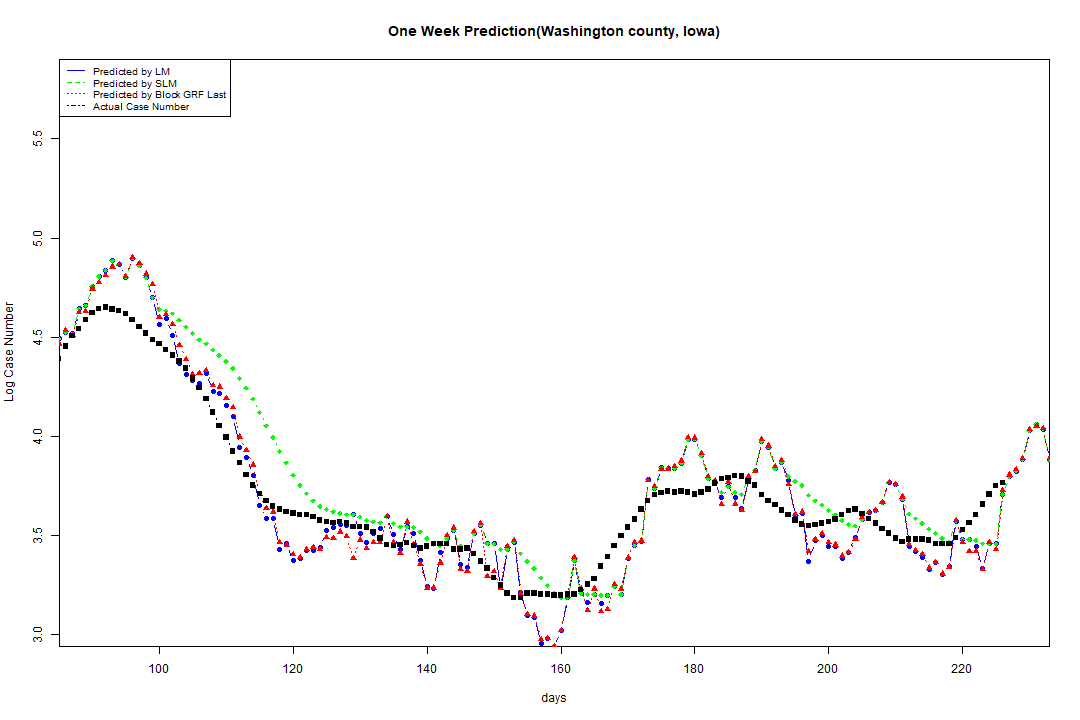 One Week Prediction(Washington county, Iowa)
Predicted by LM
Predicted by SLM
Predicted by Block GRF Last
Actual Case Number
Log Case Number
5.5
5.0
4.5
4.0
3.5
3.0
100 120 140 160 180 200 220
days